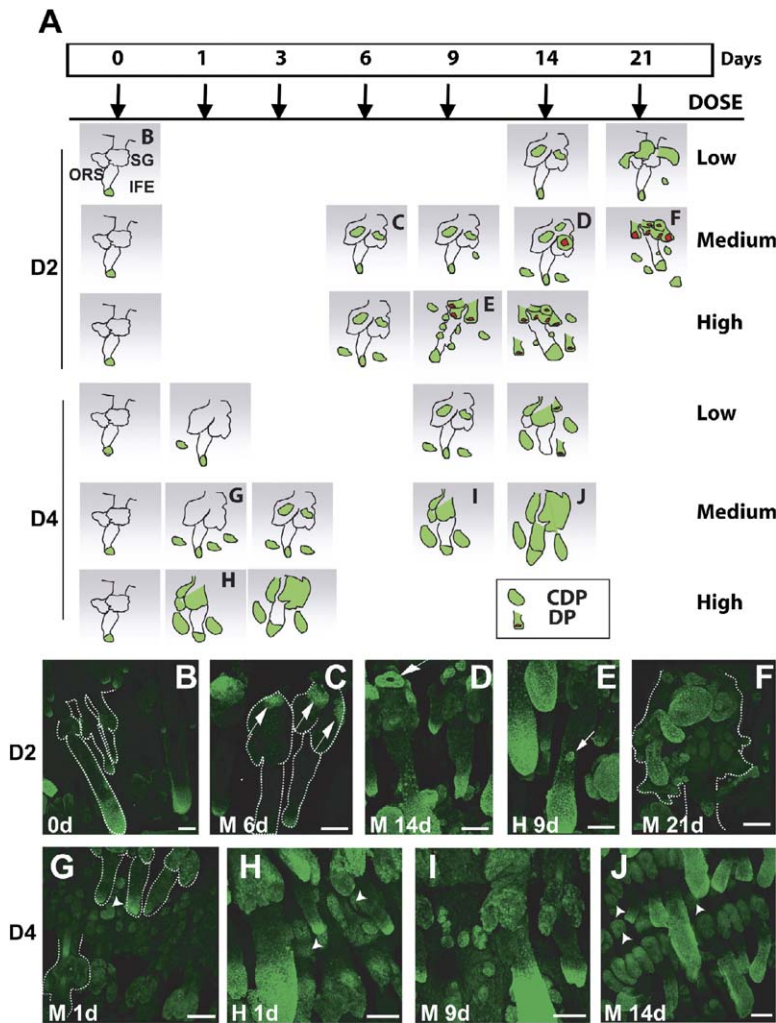 A
0 1 3 6 9 14 21 Days
DOSE
B
ORS SG
IFE
Low
D2
C D F
Medium
E
High
Low
D4
G I J
Medium
H
CDP
DP
High
D2
B C D E F
0d M 6d M 14d H 9d M 21d
D4
G H I J
M 1d H 1d M 9d M 14d